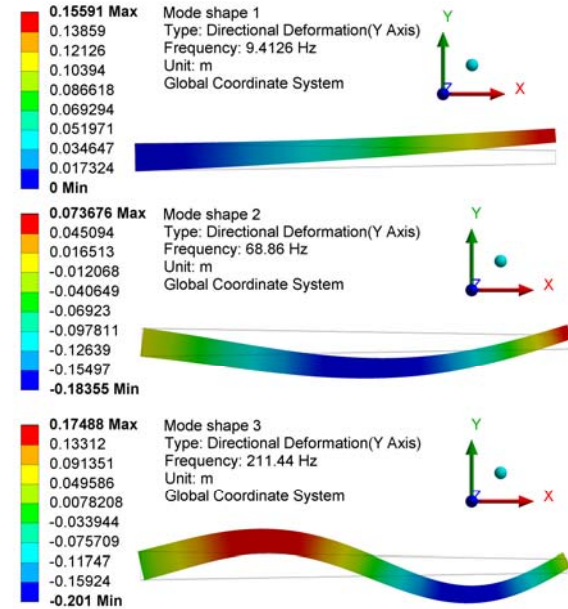 0.15591 Max
0.13859
0.12126
0.10394
0.086618
0.069294
0.051971
0.034647
0.017324
0 Min
Mode shape 1
Type: Directional Deformation(Y Axis)
Frequency: 9.4126 Hz
Unit: m
Global Coordinate System
Y
Z
X
0.073676 Max
0.045094
0.016513
-0.012068
-0.040649
-0.06923
-0.097811
-0.12639
-0.15497
-0.18355 Min
Mode shape 2
Type: Directional Deformation(Y Axis)
Frequency: 68.86 Hz
Unit: m
Global Coordinate System
Y
Z
X
0.17488 Max
0.13312
0.091351
0.049586
0.0078208
-0.033944
-0.075709
-0.11747
-0.15924
-0.201 Min
Mode shape 3
Type: Directional Deformation(Y Axis)
Frequency: 211.44 Hz
Unit: m
Global Coordinate System
Y
Z
X